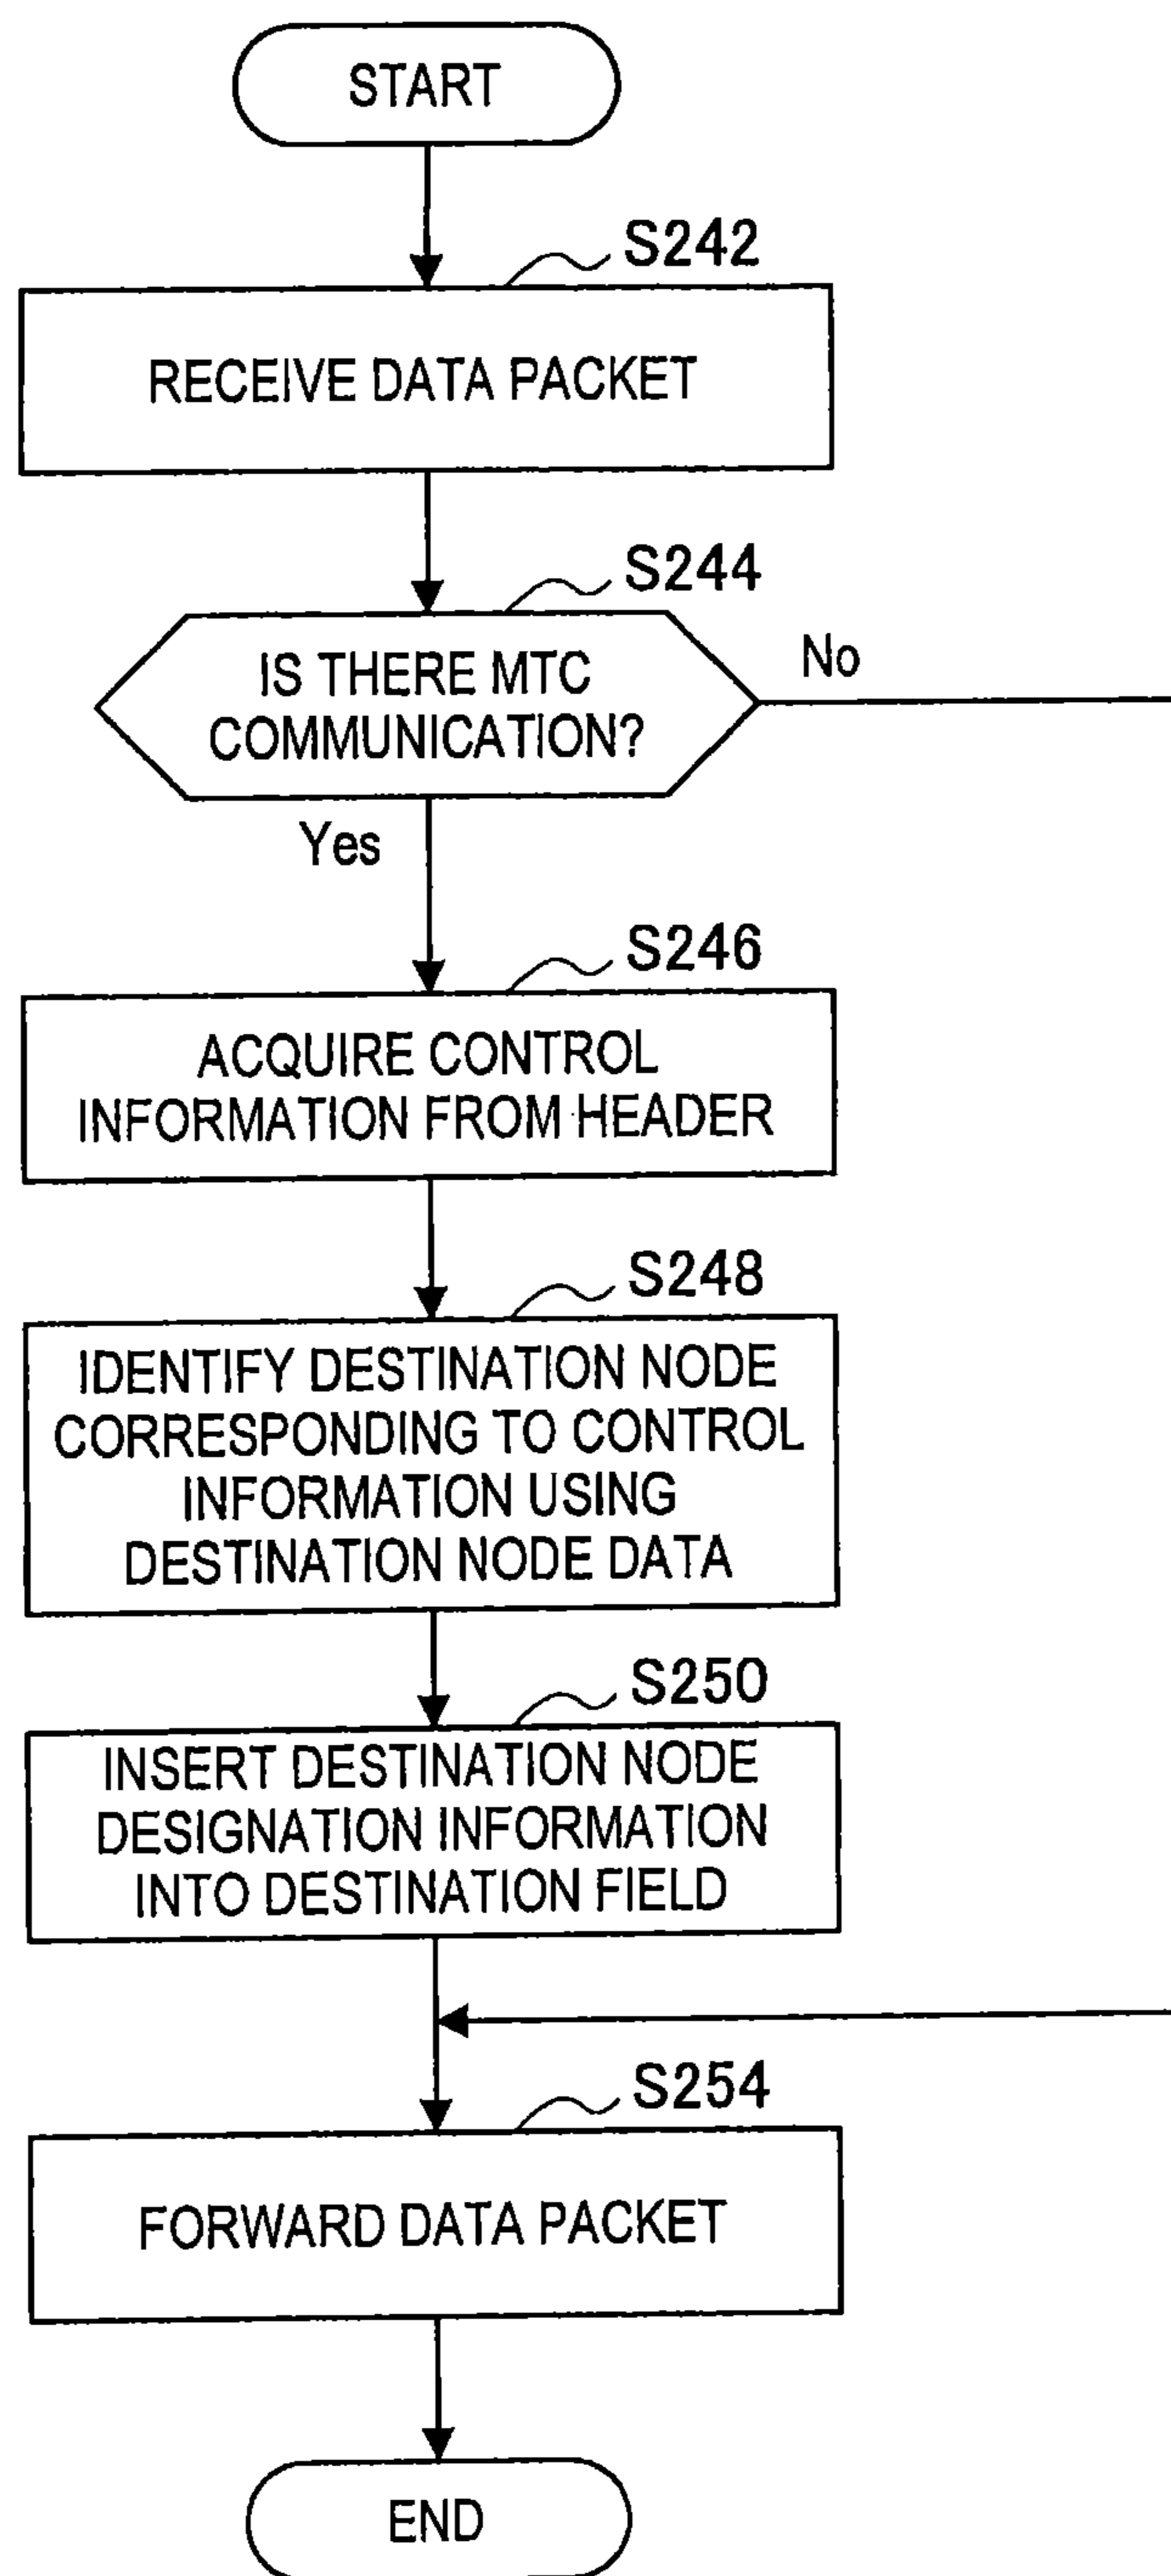 START
S242
RECEIVE DATA PACKET
S244
IS THERE MTC
COMMUNICATION?
No
Yes
S246
ACQUIRE CONTROL
INFORMATION FROM HEADER
S248
IDENTIFY DESTINATION NODE
CORRESPONDING TO CONTROL
INFORMATION USING
DESTINATION NODE DATA
S250
INSERT DESTINATION NODE
DESIGNATION INFORMATION
INTO DESTINATION FIELD
S254
FORWARD DATA PACKET
END